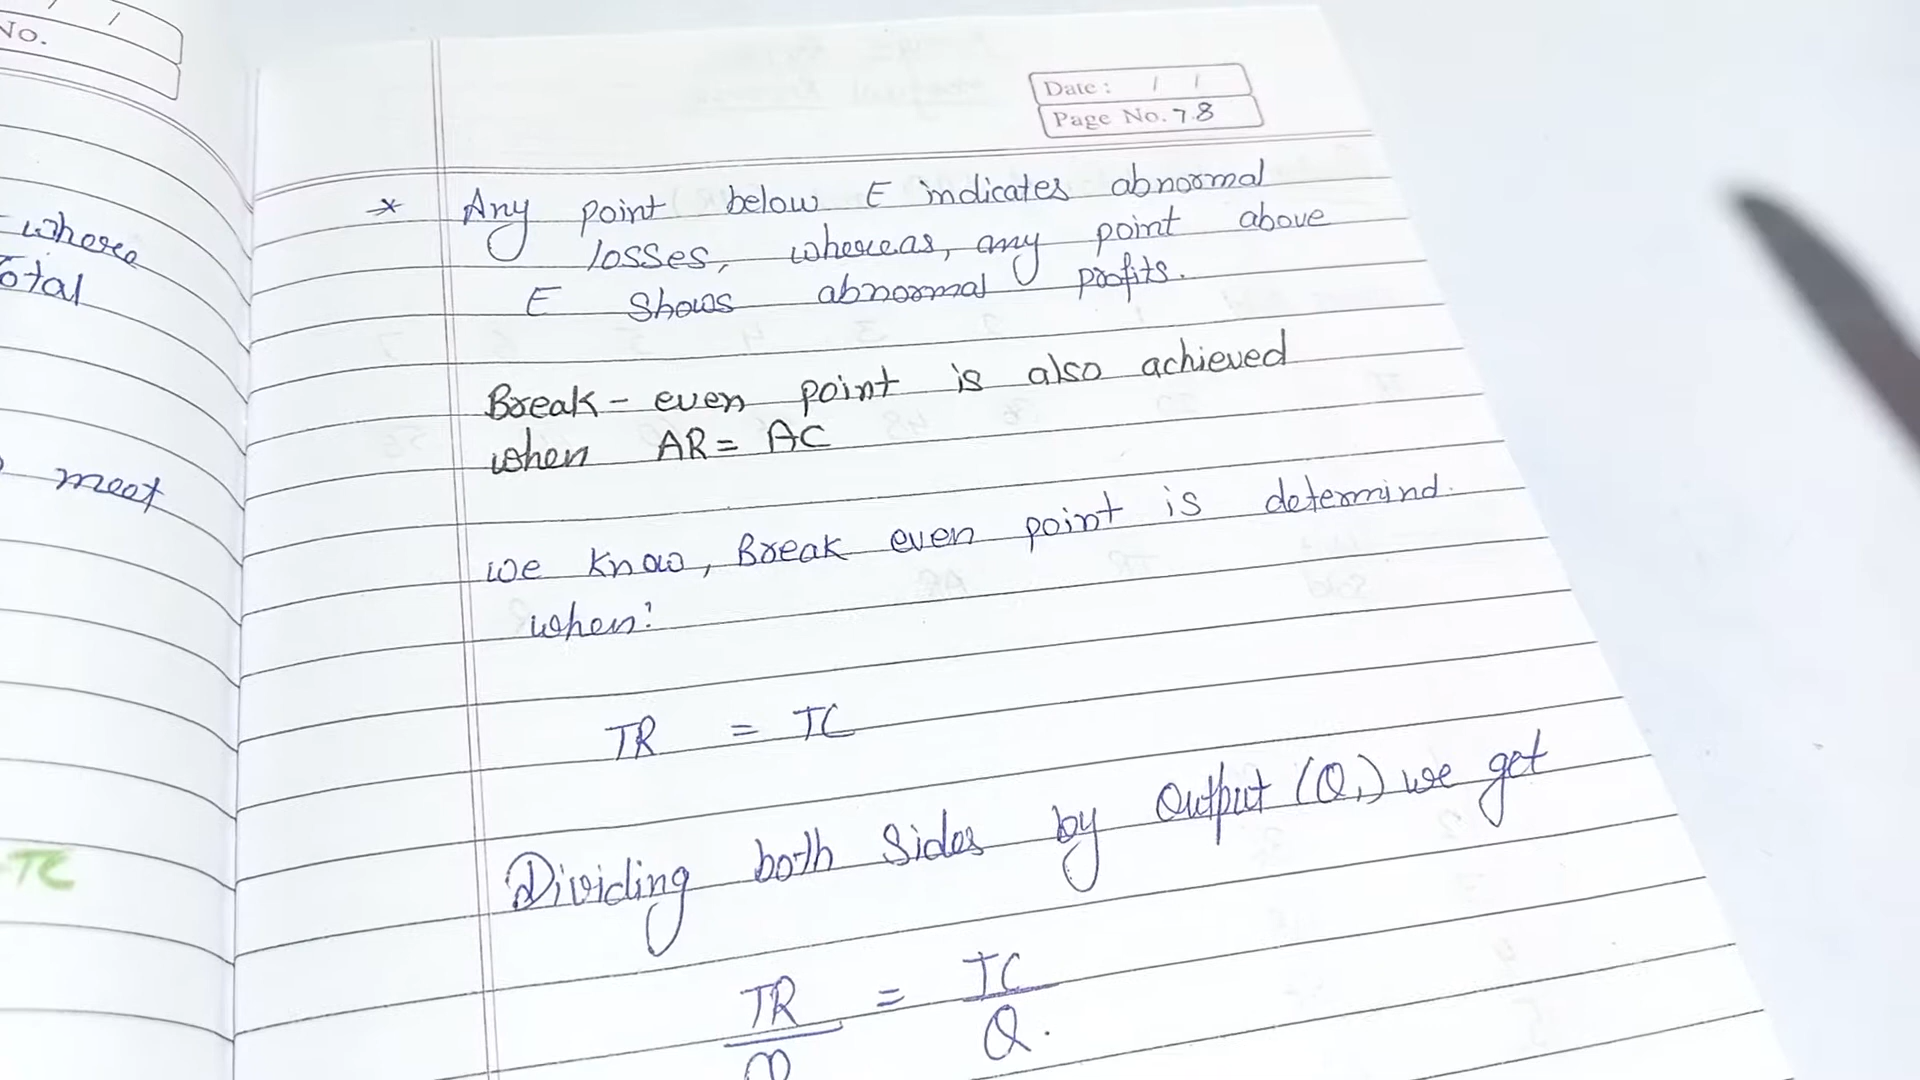 No.
where
otal
meet
TC
Date : / /
Page No. 78
* Any point below E indicates abnormal
losses, whereas, any point above
E shows abnormal profits.
Break-even point is also achieved
when AR = AC
we know, Break even point is determind
when:
TR = TC
Dividing both sides by output (Q,) we get
TR = TC
Q.